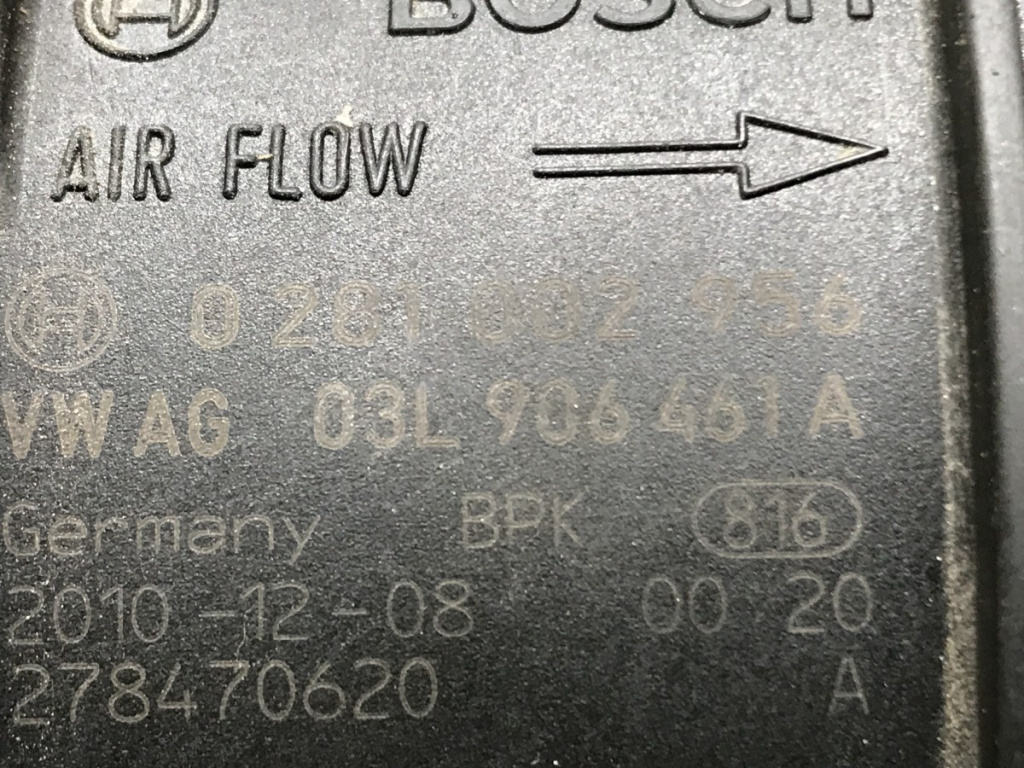 BOSCH
AIR FLOW
0 281 002 956
VW AG 03L 906 461 A
Germany BPK 816
2010-12-08 00 20
278470620 A